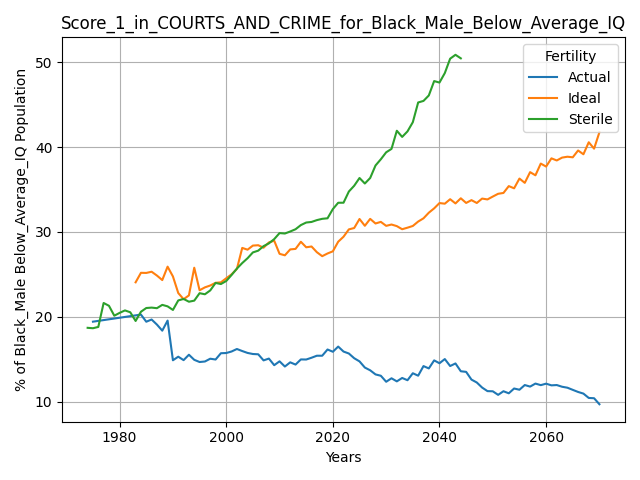 Score_1_in_COURTS_AND_CRIME_for_Black_Male_Below_Average_IQ
% of Black_Male Below_Average_IQ Population
50
40
30
20
10
Fertility
Actual
Ideal
Sterile
1980
2000
2020
2040
2060
Years